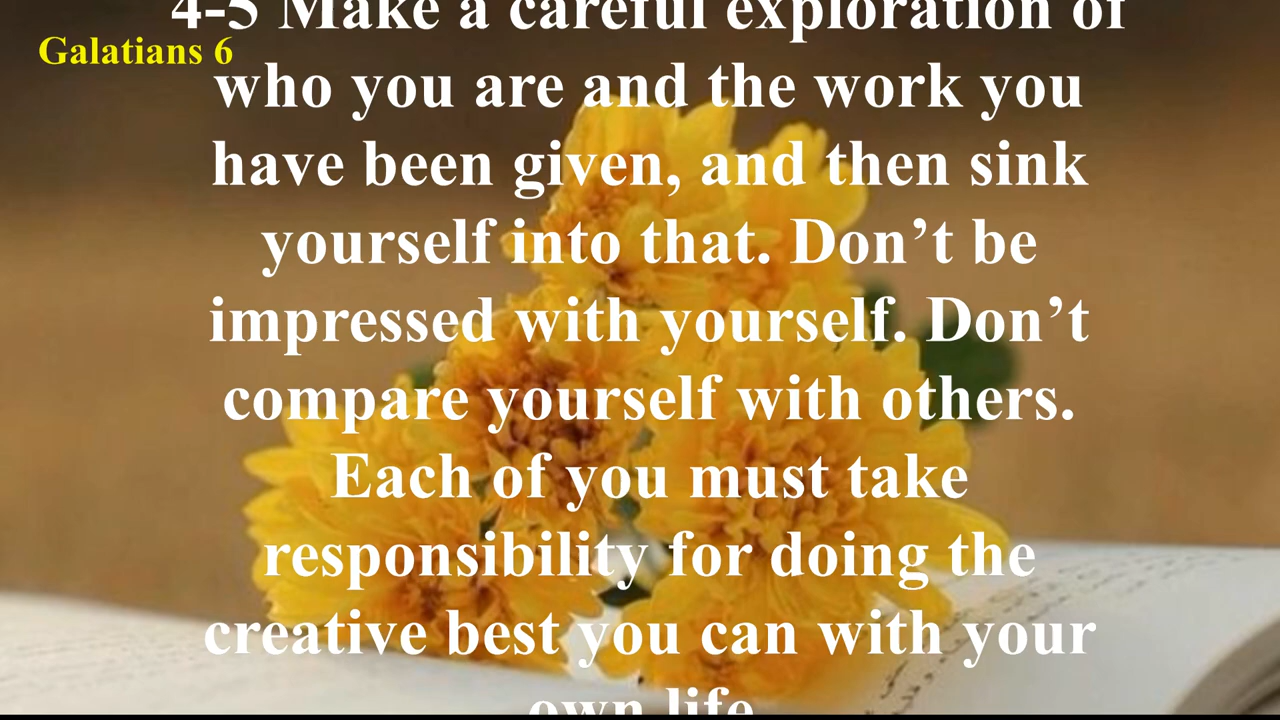 4-5 Make a careful exploration of
Galatians 6
who you are and the work you
have been given, and then sink
yourself into that. Don’t be
impressed with yourself. Don’t
compare yourself with others.
Each of you must take
responsibility for doing the
creative best you can with your
own life